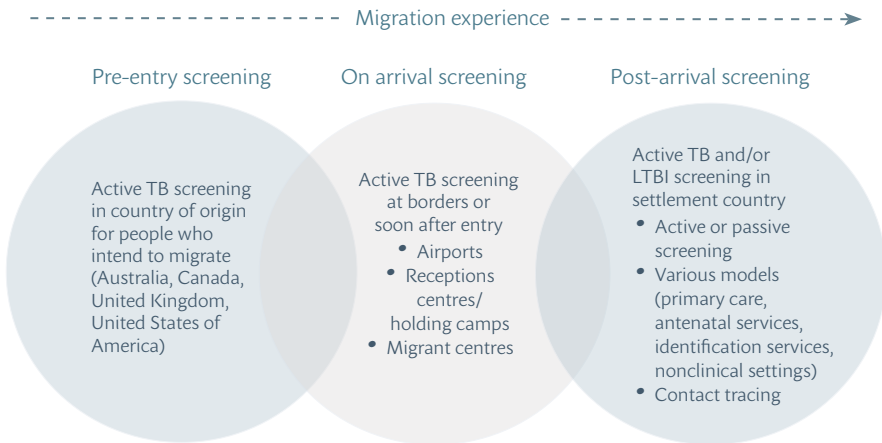 Migration experience
Pre-entry screening
On arrival screening
Post-arrival screening
Active TB screening
in country of origin
for people who
intend to migrate
(Australia, Canada,
United Kingdom,
United States of
America)
Active TB screening
at borders or
soon after entry
• Airports
• Receptions
centres/
holding camps
• Migrant centres
Active TB and/or
LTBI screening in
settlement country
• Active or passive
screening
• Various models
(primary care,
antenatal services,
identification services,
nonclinical settings)
• Contact tracing